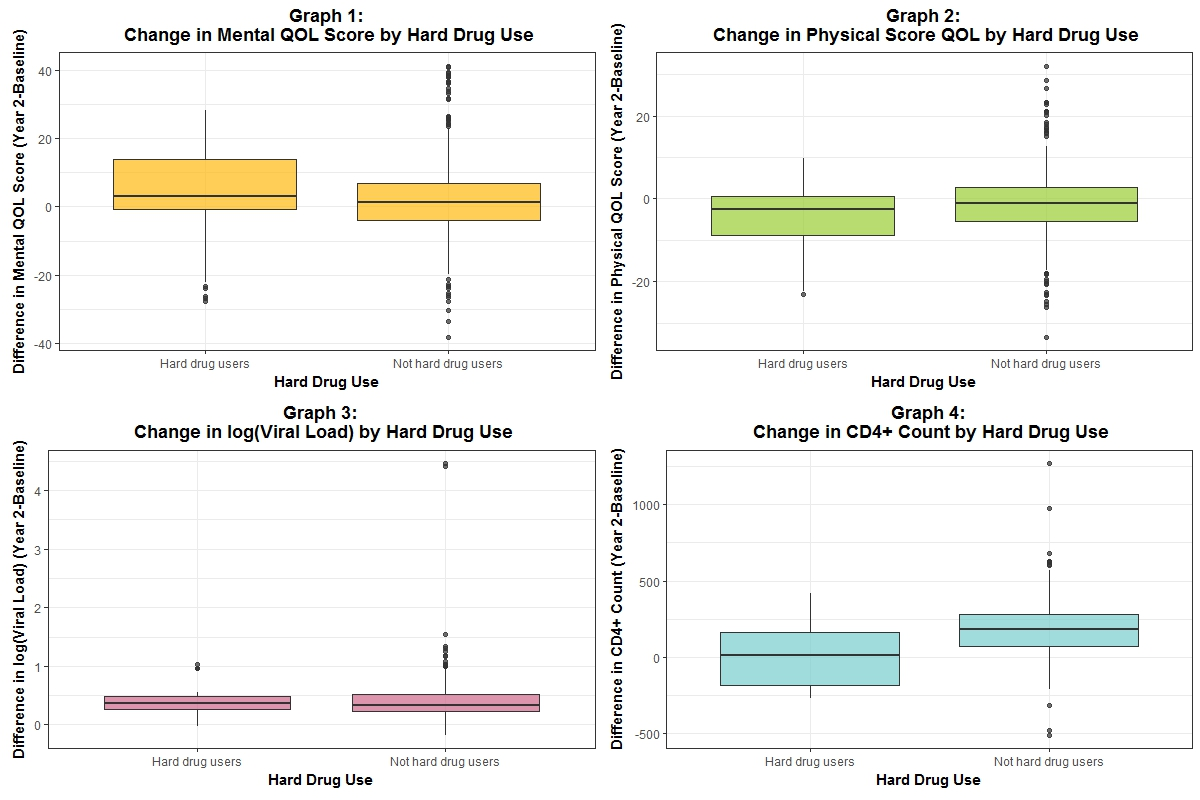 Graph 1:
Change in Mental QOL Score by Hard Drug Use
Difference in Mental QOL Score (Year 2-Baseline)
40
20
0
-20
-40
Hard drug users
Not hard drug users
Hard Drug Use
Graph 2:
Change in Physical Score QOL by Hard Drug Use
Difference in Physical QOL Score (Year 2-Baseline)
20
0
-20
Hard drug users
Not hard drug users
Hard Drug Use
Graph 3:
Change in log(Viral Load) by Hard Drug Use
Difference in log(Viral Load) (Year 2-Baseline)
4
3
2
1
0
Hard drug users
Not hard drug users
Hard Drug Use
Graph 4:
Change in CD4+ Count by Hard Drug Use
Difference in CD4+ Count (Year 2-Baseline)
1000
500
0
-500
Hard drug users
Not hard drug users
Hard Drug Use